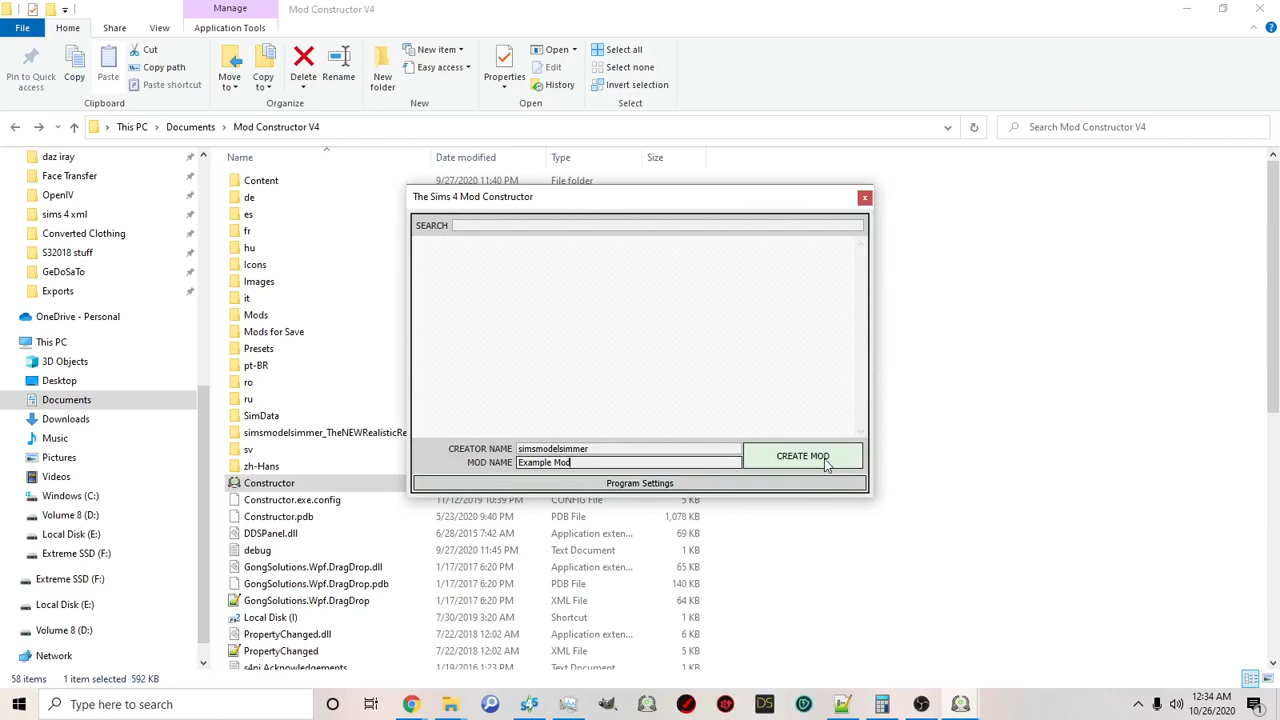 Manage
Mod Constructor V4
File
Home
Share
View
Application Tools
Pin to Quick access
Copy
Paste
Cut
Copy path
Paste shortcut
Clipboard
Move to
Copy to
Delete
Rename
Organize
New folder
New item
Easy access
New
Properties
Open
Edit
History
Open
Select all
Select none
Invert selection
Select
This PC
Documents
Mod Constructor V4
Search Mod Constructor V4
daz iray
Face Transfer
OpenIV
sims 4 xml
Converted Clothing
S32018 stuff
GeDoSaTo
Exports
OneDrive - Personal
This PC
3D Objects
Desktop
Documents
Downloads
Music
Pictures
Videos
Windows (C:)
Volume 8 (D:)
Local Disk (E:)
Extreme SSD (F:)
Extreme SSD (F:)
Local Disk (E:)
Volume 8 (D:)
Network
Name Date modified Type Size
Content 9/27/2020 11:40 PM File folder
de
es
fr
hu
Icons
Images
it
Mods
Mods for Save
Presets
pt-BR
ro
ru
SimData
simsmodelsimmer_TheNEWRealisticRe
sv
zh-Hans
Constructor
Constructor.exe.config 11/12/2019 10:39 PM CONFIG File 5 KB
Constructor.pdb 5/23/2020 9:40 PM PDB File 1,078 KB
DDSPanel.dll 6/28/2015 7:42 AM Application exten... 69 KB
debug 9/27/2020 11:45 PM Text Document 1 KB
GongSolutions.Wpf.DragDrop.dll 1/17/2017 6:20 PM Application exten... 65 KB
GongSolutions.Wpf.DragDrop.pdb 1/17/2017 6:20 PM PDB File 140 KB
GongSolutions.Wpf.DragDrop 1/17/2017 6:20 PM XML File 64 KB
Local Disk (I) 7/30/2019 3:20 AM Shortcut 1 KB
PropertyChanged.dll 7/22/2018 12:02 AM Application exten... 6 KB
PropertyChanged 7/22/2018 12:02 AM XML File 5 KB
s4pi Acknowledgements 1/19/2016 1:23 PM Text Document 1 KB
The Sims 4 Mod Constructor
x
SEARCH
CREATOR NAME simsmodelsimmer
MOD NAME Example Mod
CREATE MOD
Program Settings
58 items 1 item selected 592 KB
Type here to search
12:34 AM
10/26/2020
1